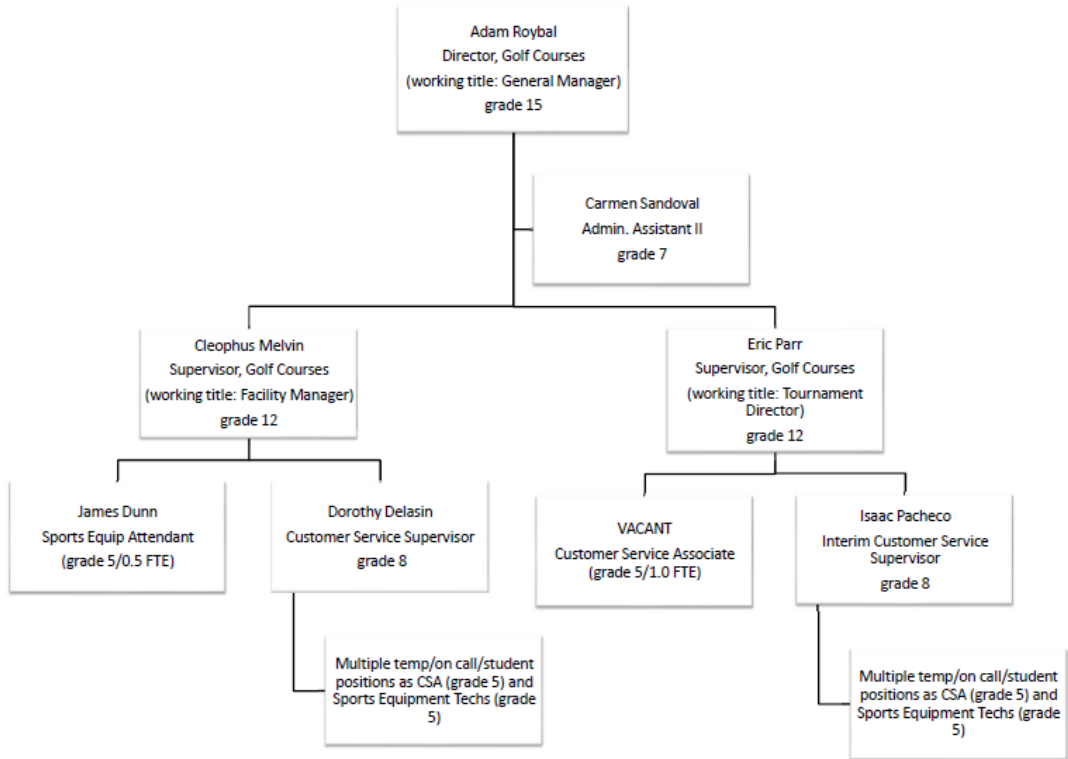 Adam Roybal
Director, Golf Courses
(working title: General Manager)
grade 15
Carmen Sandoval
Admin. Assistant II
grade 7
Cleophus Melvin
Supervisor, Golf Courses
(working title: Facility Manager)
grade 12
Eric Parr
Supervisor, Golf Courses
(working title: Tournament
Director)
grade 12
James Dunn
Sports Equip Attendant
(grade 5/0.5 FTE)
Dorothy Delasin
Customer Service Supervisor
grade 8
VACANT
Customer Service Associate
(grade 5/1.0 FTE)
Isaac Pacheco
Interim Customer Service
Supervisor
grade 8
Multiple temp/on call/student
positions as CSA (grade 5) and
Sports Equipment Techs (grade
5)
Multiple temp/on call/student
positions as CSA (grade 5) and
Sports Equipment Techs (grade
5)